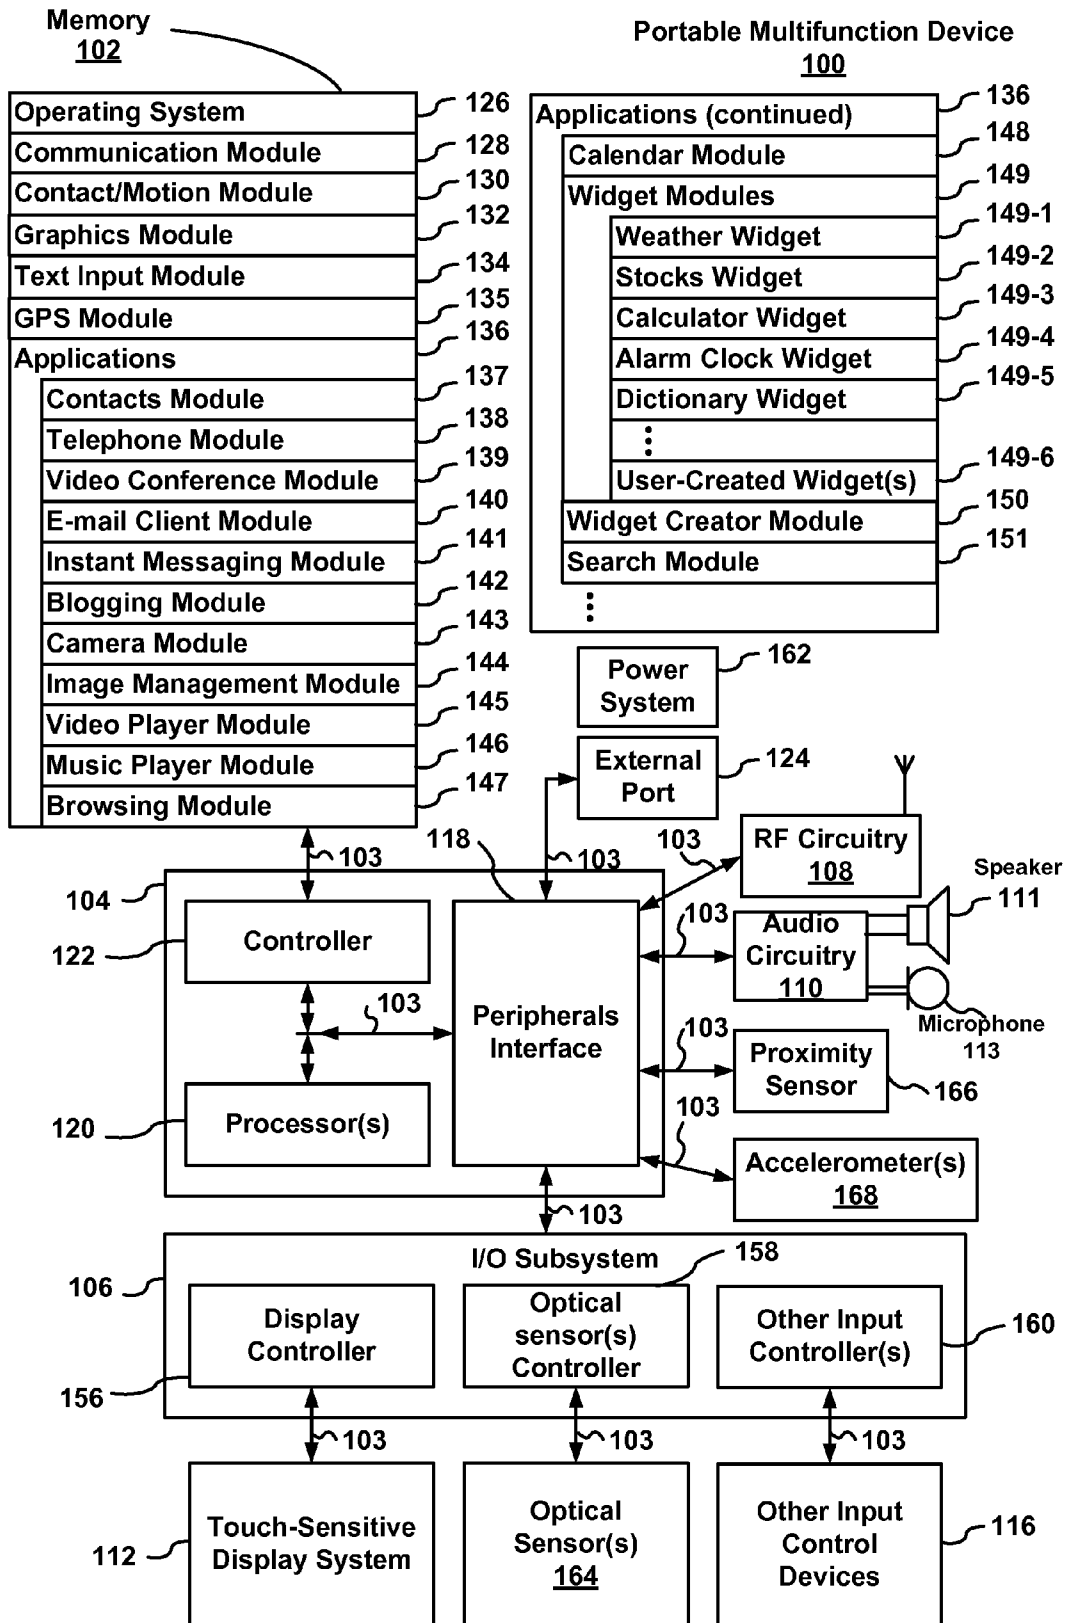 Memory
102
Portable Multifunction Device
100
Operating System
126
Communication Module
128
Contact/Motion Module
130
Graphics Module
132
Text Input Module
134
GPS Module
135
Applications
136
Contacts Module
137
Telephone Module
138
Video Conference Module
139
E-mail Client Module
140
Instant Messaging Module
141
Blogging Module
142
Camera Module
143
Image Management Module
144
Video Player Module
145
Music Player Module
146
Browsing Module
147
Applications (continued)
136
Calendar Module
148
Widget Modules
149
Weather Widget
149-1
Stocks Widget
149-2
Calculator Widget
149-3
Alarm Clock Widget
149-4
Dictionary Widget
149-5
User-Created Widget(s)
149-6
Widget Creator Module
150
Search Module
151
Power
System
162
External
Port
124
103
118
103
103
RF Circuitry
108
Speaker
111
104
122
Controller
103
Audio
Circuitry
110
Microphone
113
103
Peripherals
Interface
103
Proximity
Sensor
166
120
Processor(s)
103
Accelerometer(s)
168
103
I/O Subsystem
106
158
Display
Controller
156
Optical
sensor(s)
Controller
Other Input
Controller(s)
160
103
103
103
Touch-Sensitive
Display System
112
Optical
Sensor(s)
164
Other Input
Control
Devices
116